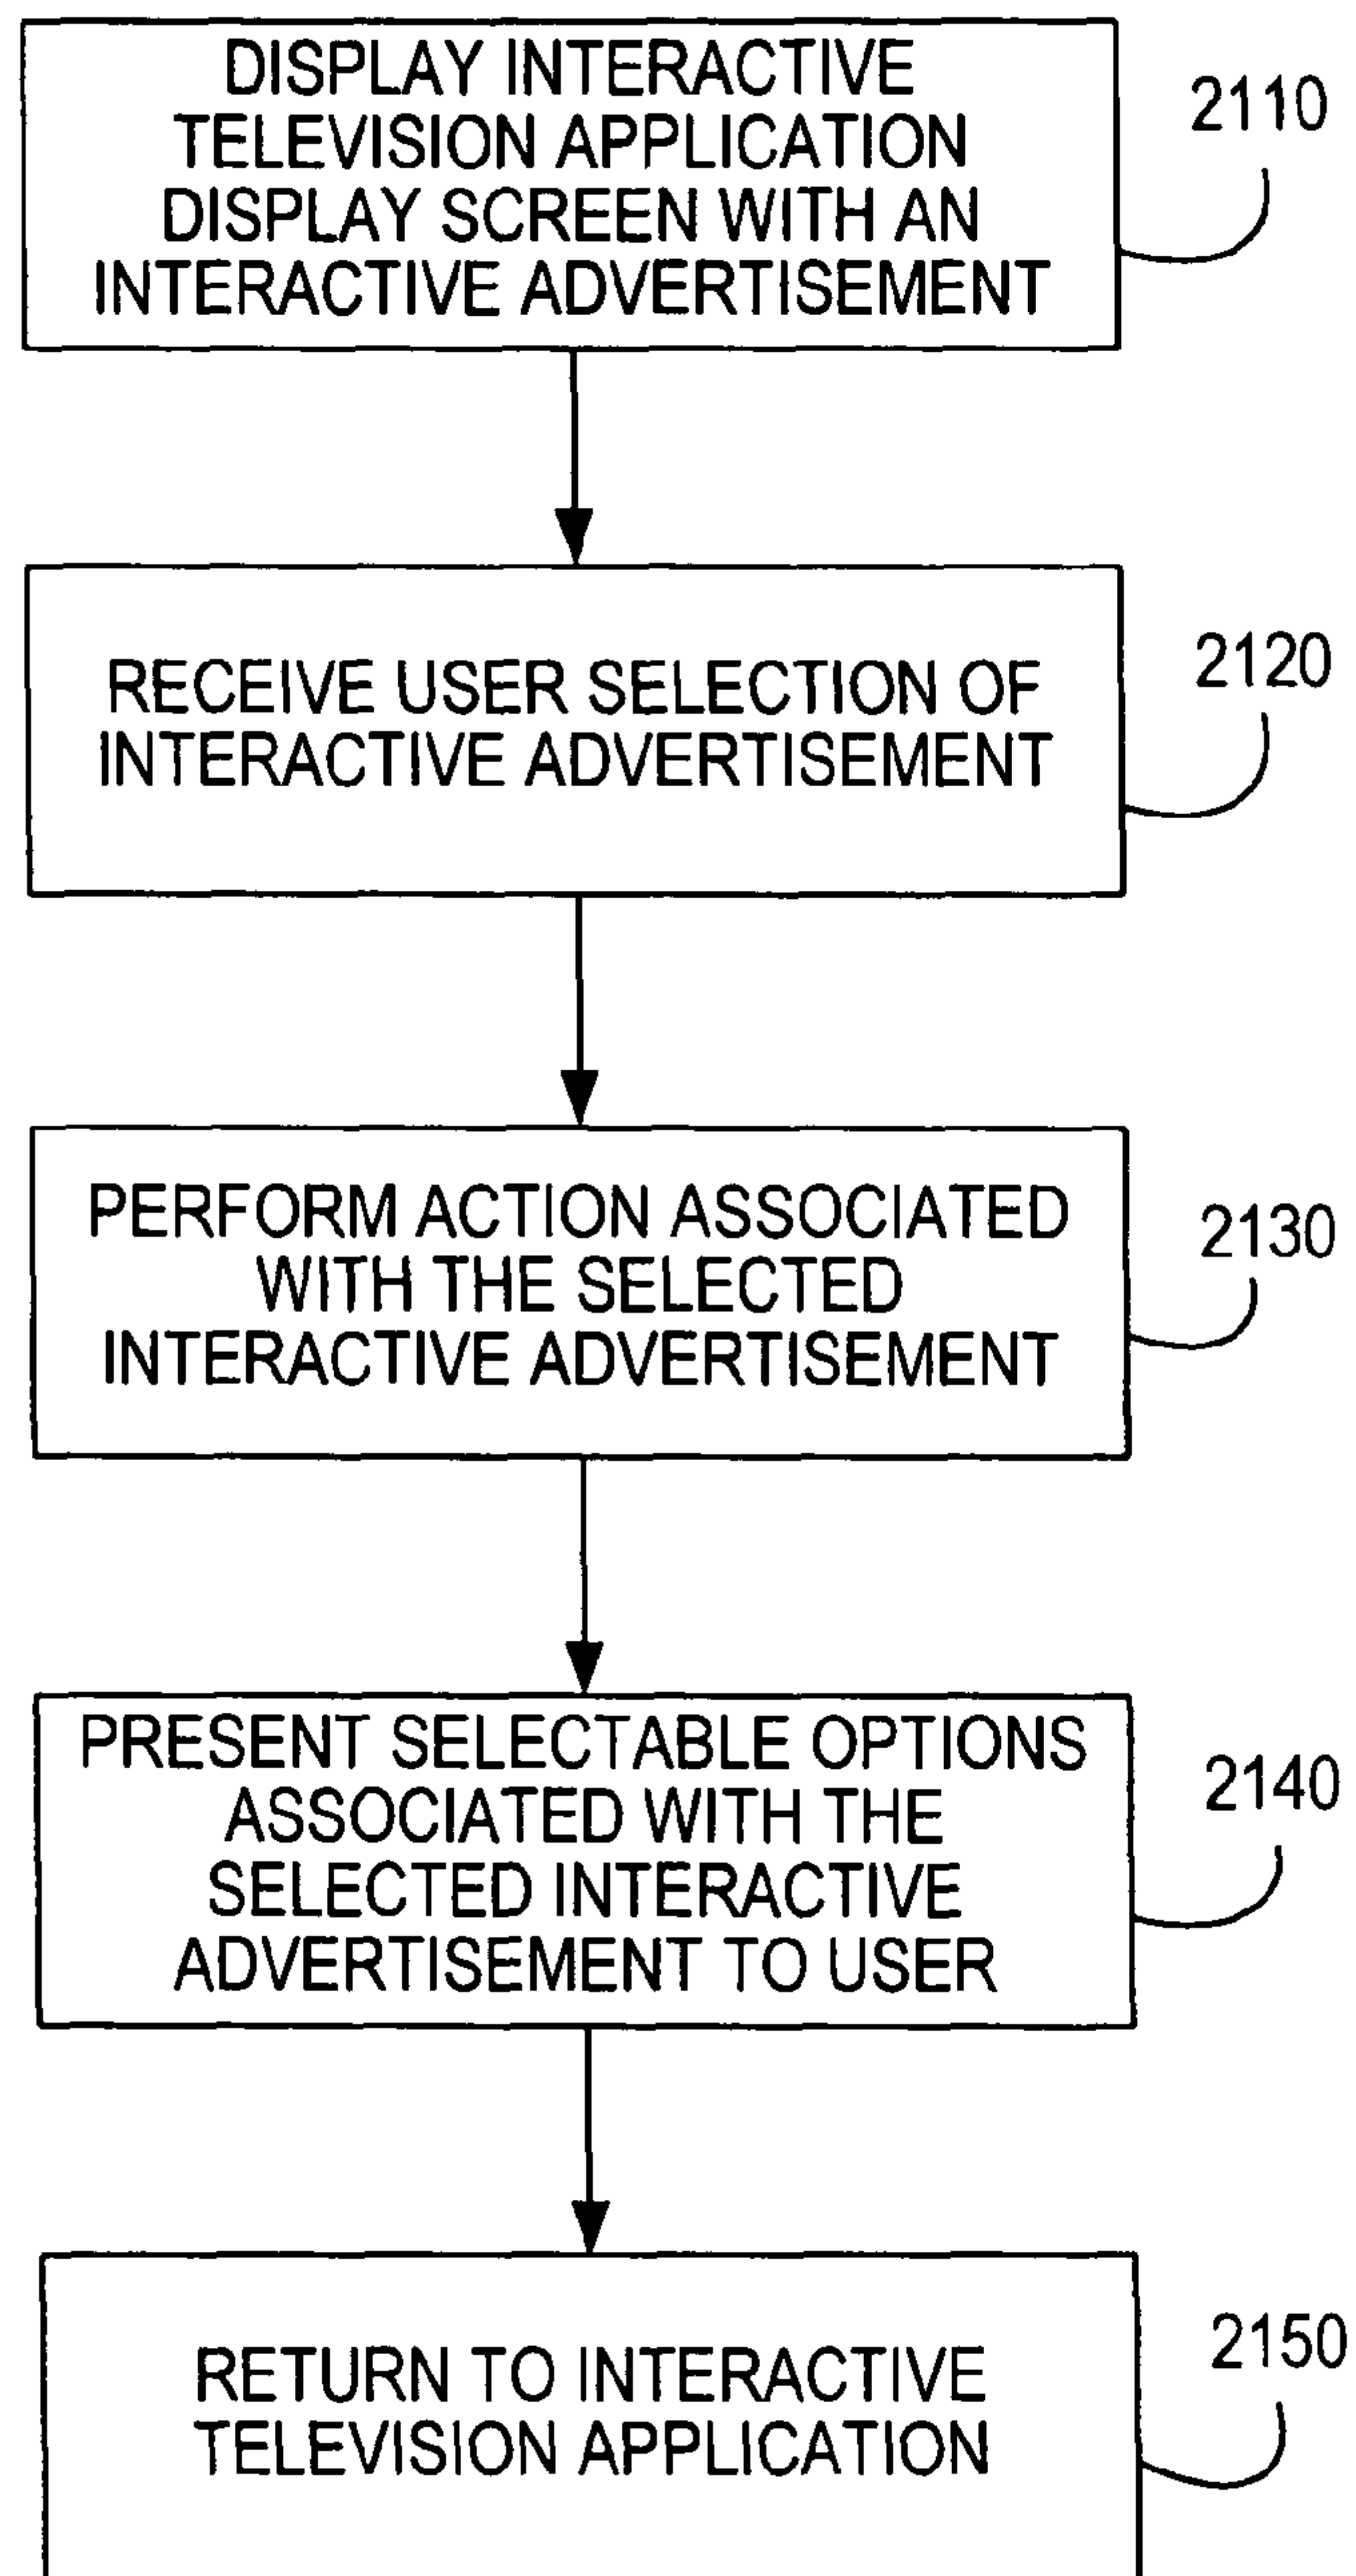 DISPLAY INTERACTIVE
TELEVISION APPLICATION
DISPLAY SCREEN WITH AN
INTERACTIVE ADVERTISEMENT
2110
RECEIVE USER SELECTION OF
INTERACTIVE ADVERTISEMENT
2120
PERFORM ACTION ASSOCIATED
WITH THE SELECTED
INTERACTIVE ADVERTISEMENT
2130
PRESENT SELECTABLE OPTIONS
ASSOCIATED WITH THE
SELECTED INTERACTIVE
ADVERTISEMENT TO USER
2140
RETURN TO INTERACTIVE
TELEVISION APPLICATION
2150